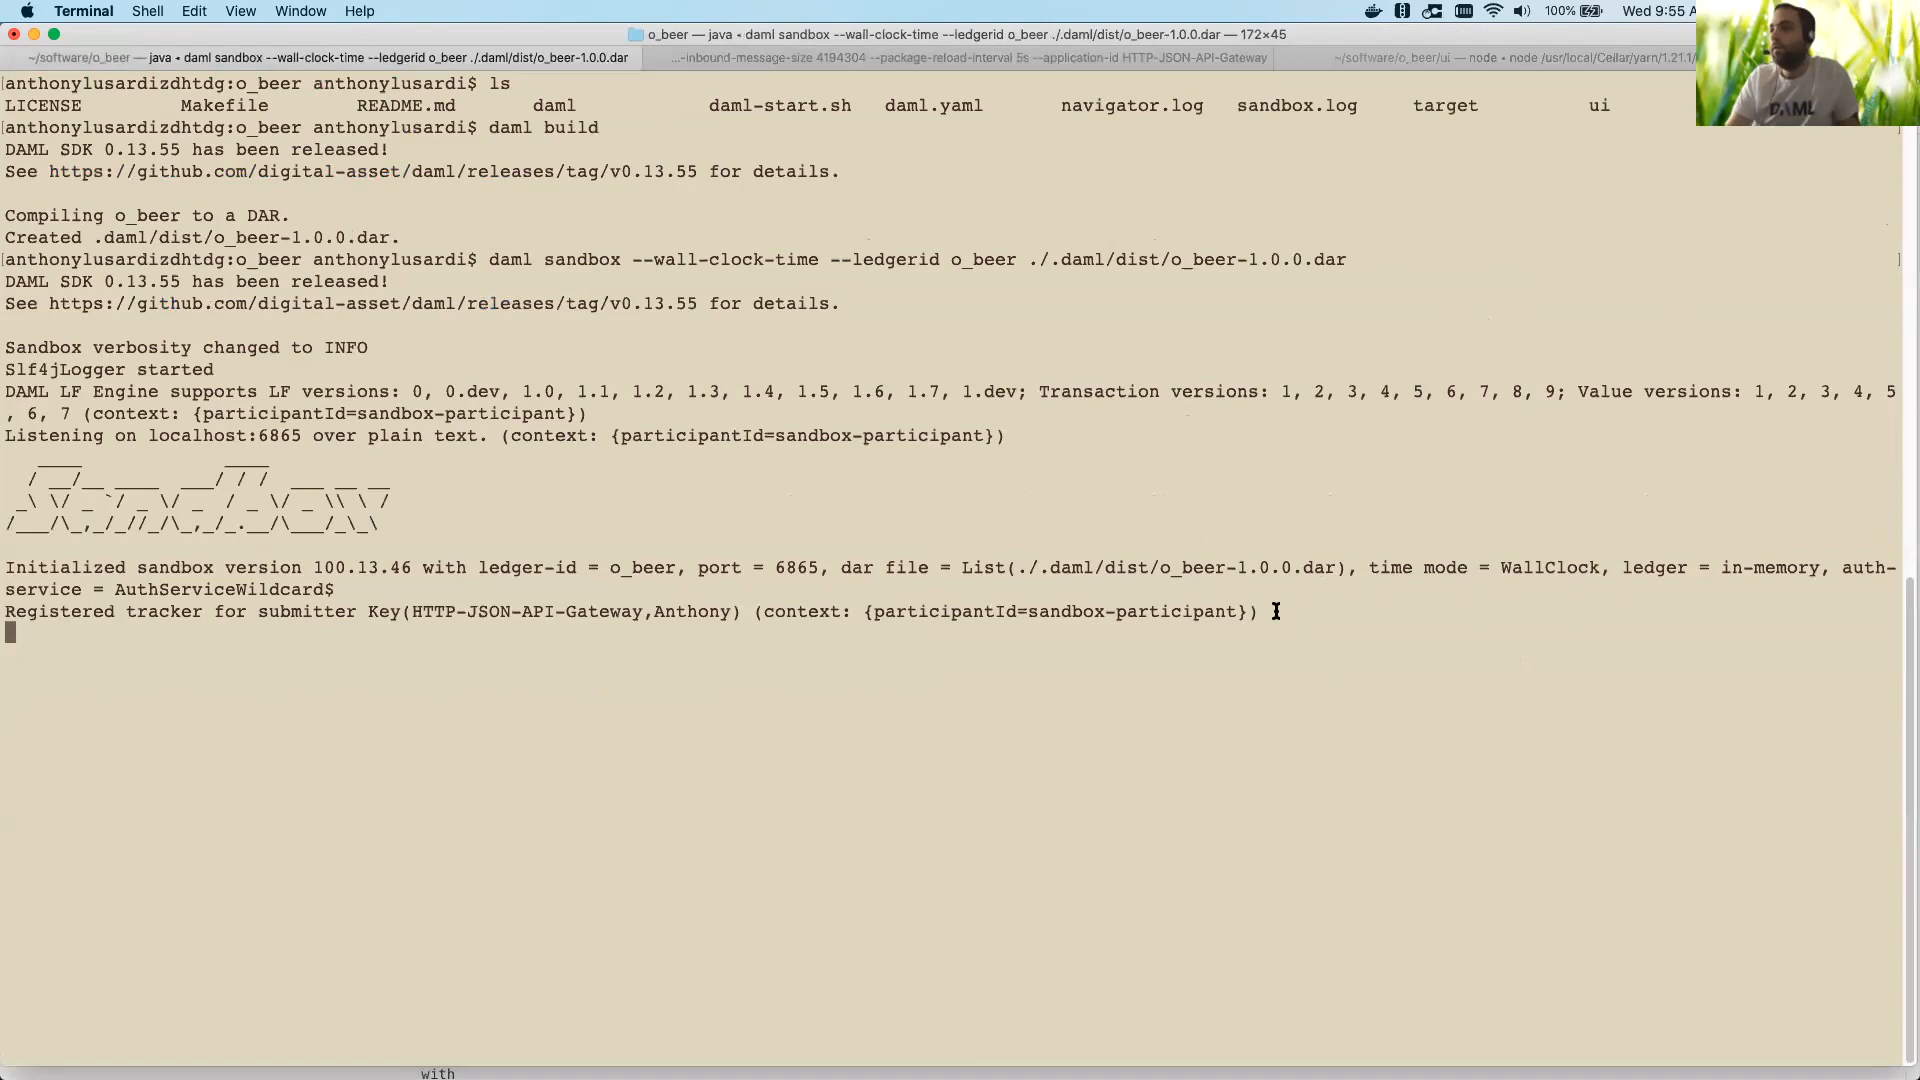 Terminal Shell Edit View Window Help 100% Wed 9:55 A
o_beer — java • daml sandbox --wall-clock-time --ledgerid o_beer ./.daml/dist/o_beer-1.0.0.dar — 172×45
~/software/o_beer — java • daml sandbox --wall-clock-time --ledgerid o_beer ./.daml/dist/o_beer-1.0.0.dar ...-inbound-message-size 4194304 --package-reload-interval 5s --application-id HTTP-JSON-API-Gateway ~/software/o_beer/ui — node • node /usr/local/Cellar/yarn/1.21.1/l
[anthonylusardizdhtdg:o_beer anthonylusardi$ ls
LICENSE Makefile README.md daml daml-start.sh daml.yaml navigator.log sandbox.log target ui
[anthonylusardizdhtdg:o_beer anthonylusardi$ daml build ]
DAML SDK 0.13.55 has been released!
See https://github.com/digital-asset/daml/releases/tag/v0.13.55 for details.
Compiling o_beer to a DAR.
Created .daml/dist/o_beer-1.0.0.dar.
[anthonylusardizdhtdg:o_beer anthonylusardi$ daml sandbox --wall-clock-time --ledgerid o_beer ./.daml/dist/o_beer-1.0.0.dar ]
DAML SDK 0.13.55 has been released!
See https://github.com/digital-asset/daml/releases/tag/v0.13.55 for details.
Sandbox verbosity changed to INFO
Slf4jLogger started
DAML LF Engine supports LF versions: 0, 0.dev, 1.0, 1.1, 1.2, 1.3, 1.4, 1.5, 1.6, 1.7, 1.dev; Transaction versions: 1, 2, 3, 4, 5, 6, 7, 8, 9; Value versions: 1, 2, 3, 4, 5
, 6, 7 (context: {participantId=sandbox-participant})
Listening on localhost:6865 over plain text. (context: {participantId=sandbox-participant})
Sandbox
Initialized sandbox version 100.13.46 with ledger-id = o_beer, port = 6865, dar file = List(./.daml/dist/o_beer-1.0.0.dar), time mode = WallClock, ledger = in-memory, auth-
service = AuthServiceWildcard$
Registered tracker for submitter Key(HTTP-JSON-API-Gateway,Anthony) (context: {participantId=sandbox-participant})
with
DAML